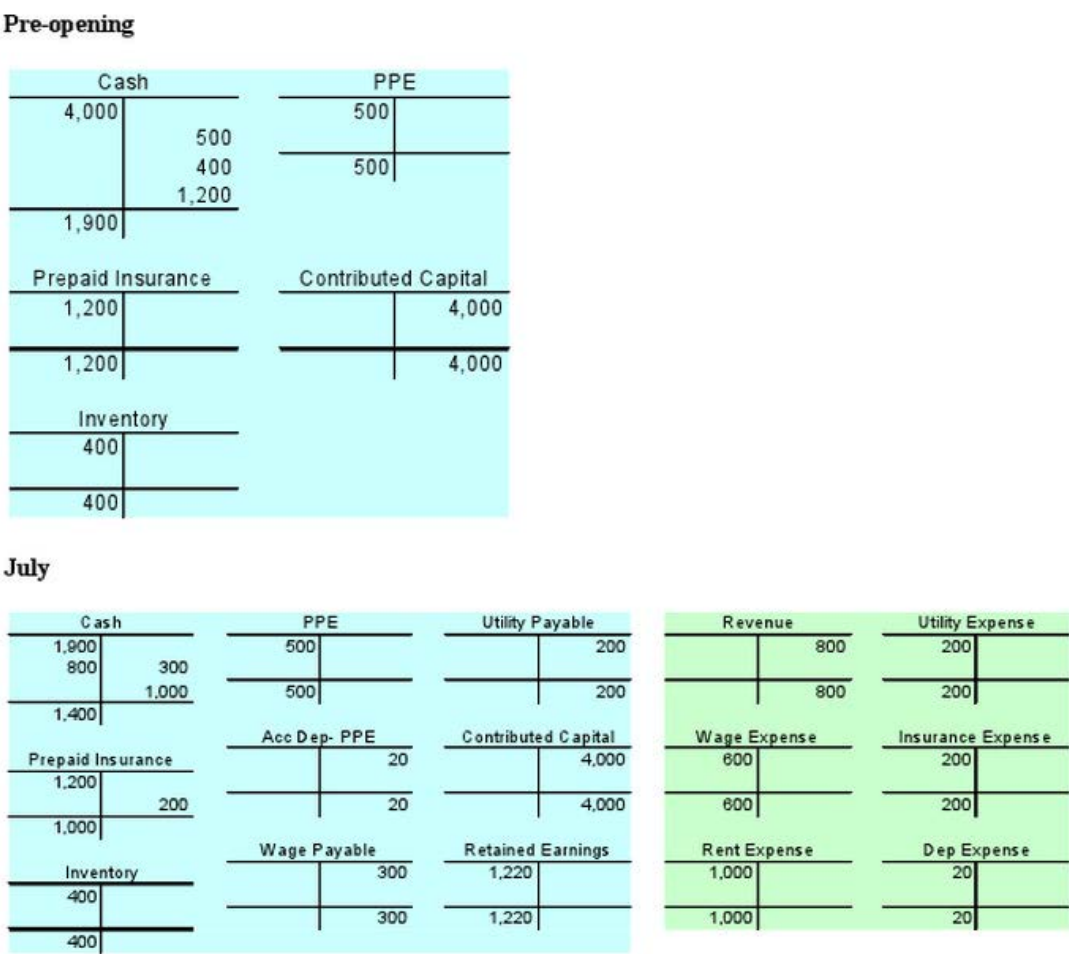 Pre-opening
Cash PPE
4,000 500
500
400 500
1,200
1,900
Prepaid Insurance Contributed Capital
1,200 4,000
1,200 4,000
Inventory
400
400
July
Cash PPE Utility Payable Revenue Utility Expense
1,900 500 200 800 200
800 300
1,000 500 200 800 200
1,400
Acc Dep- PPE Contributed Capital Wage Expense Insurance Expense
Prepaid Insurance 20 4,000 600 200
1,200
200 20 4,000 600 200
1,000
Wage Payable Retained Earnings Rent Expense Dep Expense
Inventory 300 1,220 1,000 20
400
300 1,220 1,000 20
400